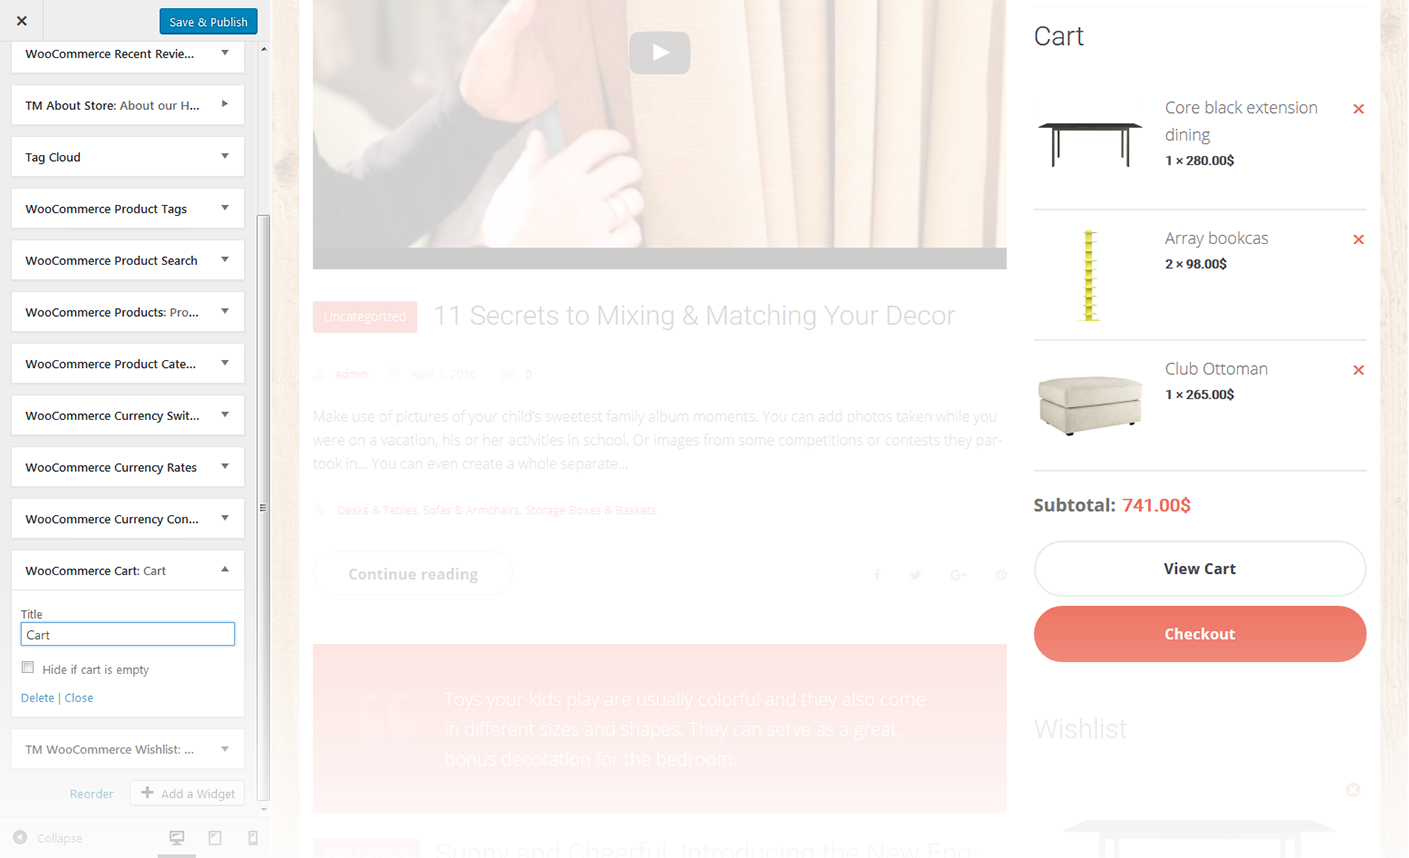 Save & Publish
WooCommerce Recent Revie...
TM About Store: About our H...
Tag Cloud
WooCommerce Product Tags
WooCommerce Product Search
WooCommerce Products: Pro...
WooCommerce Product Cate...
WooCommerce Currency Swit...
WooCommerce Currency Rates
WooCommerce Currency Con...
WooCommerce Cart: Cart
Title
Cart
Hide if cart is empty
Delete | Close
TM WooCommerce Wishlist: ...
Reorder
Add a Widget
Collapse
Uncategorized
11 Secrets to Mixing & Matching Your Decor
admin
April 7, 2016
0
Make use of pictures of your child's sweetest family album moments. You can add photos taken while you
were on a vacation, his or her activities in school. Or images from some competitions or contests they par-
took in... You can even create a whole separate...
Desks & Tables, Sofas & Armchairs, Storage Boxes & Baskets
Continue reading
Toys your kids play are usually colorful and they also come
in different sizes and shapes. They can serve as a great,
bonus decoration for the bedroom.
Sunny and Cheerful: Introducing the New Eng-
Cart
Core black extension
dining
1 × 280.00$
Array bookcas
2 × 98.00$
Club Ottoman
1 × 265.00$
Subtotal: 741.00$
View Cart
Checkout
Wishlist